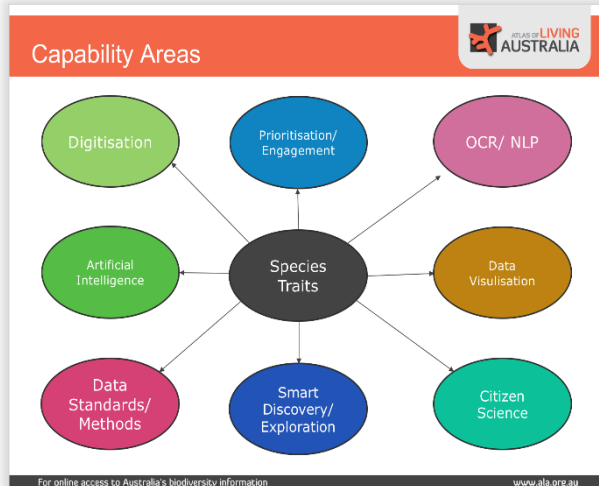 Capability Areas
ATLAS OF LIVING
AUSTRALIA
Digitisation
Prioritisation/
Engagement
OCR/ NLP
Artificial
Intelligence
Species
Traits
Data
Visulisation
Data
Standards/
Methods
Smart
Discovery/
Exploration
Citizen
Science
For online access to Australia's biodiversity information
www.ala.org.au